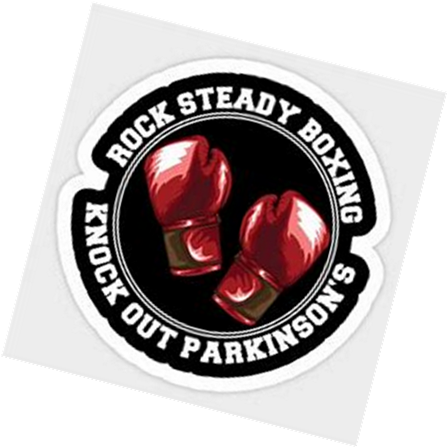 ROCK STEADY BOXING
KNOCK OUT PARKINSON'S